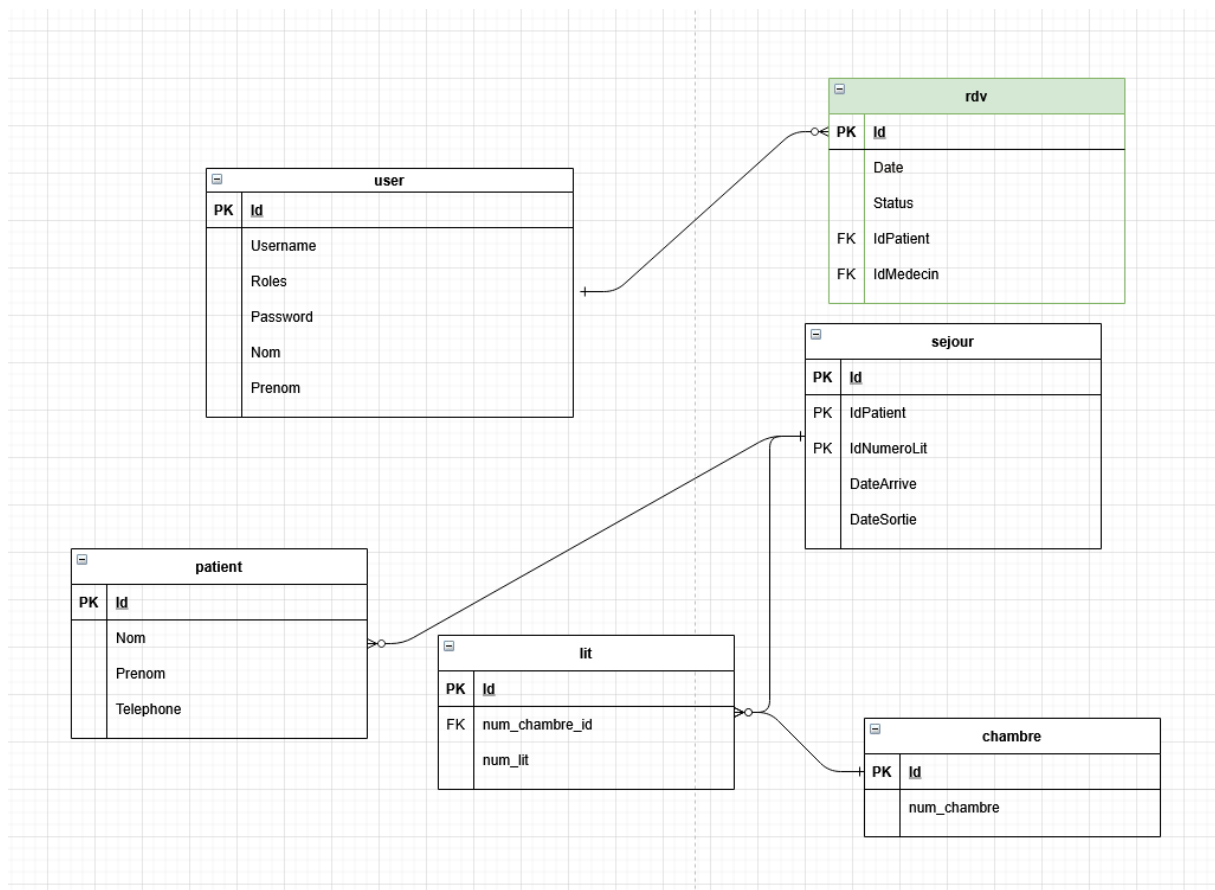 rdv
PK Id
Date
Status
FK IdPatient
FK IdMedecin
user
PK Id
Username
Roles
Password
Nom
Prenom
sejour
PK Id
PK IdPatient
PK IdNumeroLit
DateArrive
DateSortie
patient
PK Id
Nom
Prenom
Telephone
lit
PK Id
FK num_chambre_id
num_lit
chambre
PK Id
num_chambre